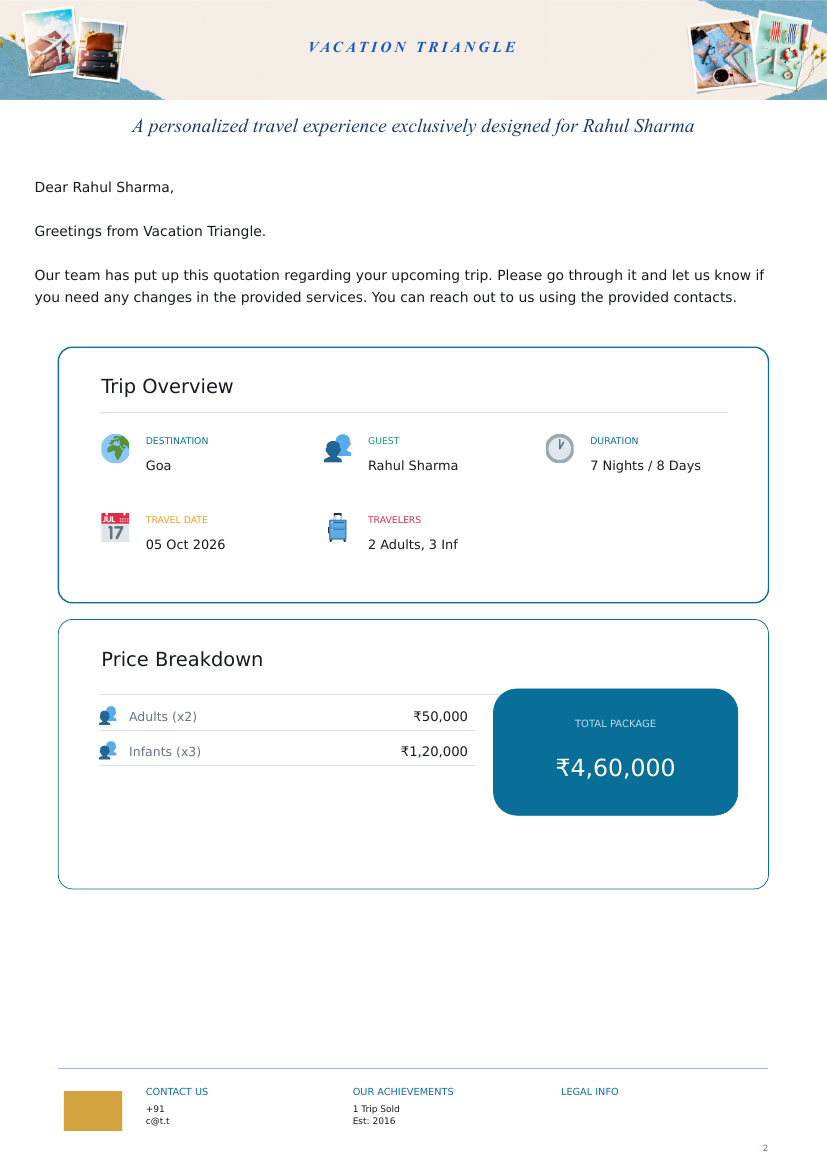 VACATION TRIANGLE
A personalized travel experience exclusively designed for Rahul Sharma
Dear Rahul Sharma,
Greetings from Vacation Triangle.
Our team has put up this quotation regarding your upcoming trip. Please go through it and let us know if
you need any changes in the provided services. You can reach out to us using the provided contacts.
Trip Overview
DESTINATION
Goa
GUEST
Rahul Sharma
DURATION
7 Nights / 8 Days
JUL
17
TRAVEL DATE
05 Oct 2026
TRAVELERS
2 Adults, 3 Inf
Price Breakdown
Adults (x2) ₹50,000
Infants (x3) ₹1,20,000
TOTAL PACKAGE
₹4,60,000
CONTACT US
+91
c@t.t
OUR ACHIEVEMENTS
1 Trip Sold
Est: 2016
LEGAL INFO
2